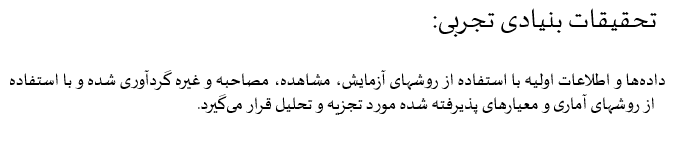 تحقیقات بنیادی تجربی:
داده‌ها و اطلاعات اولیه با استفاده از روشهای آزمایش، مشاهده، مصاحبه و غیره گردآوری شده و با استفاده
از روشهای آماری و معیارهای پذیرفته شده مورد تجزیه و تحلیل قرار می‌گیرد.